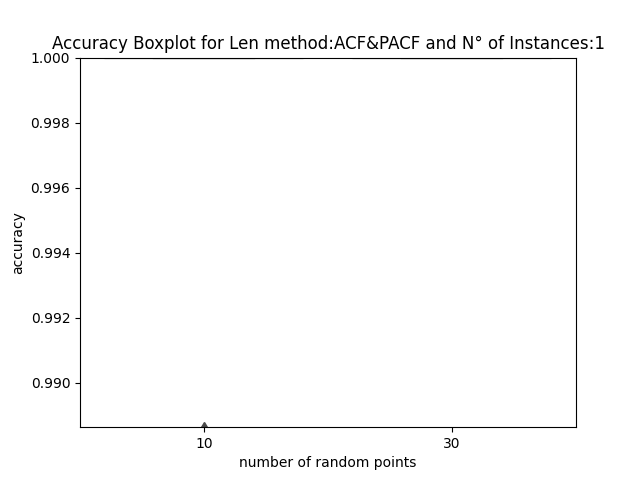 Accuracy Boxplot for Len method:ACF&PACF and N° of Instances:1
1.000
0.998
0.996
0.994
0.992
0.990
accuracy
10 30
number of random points